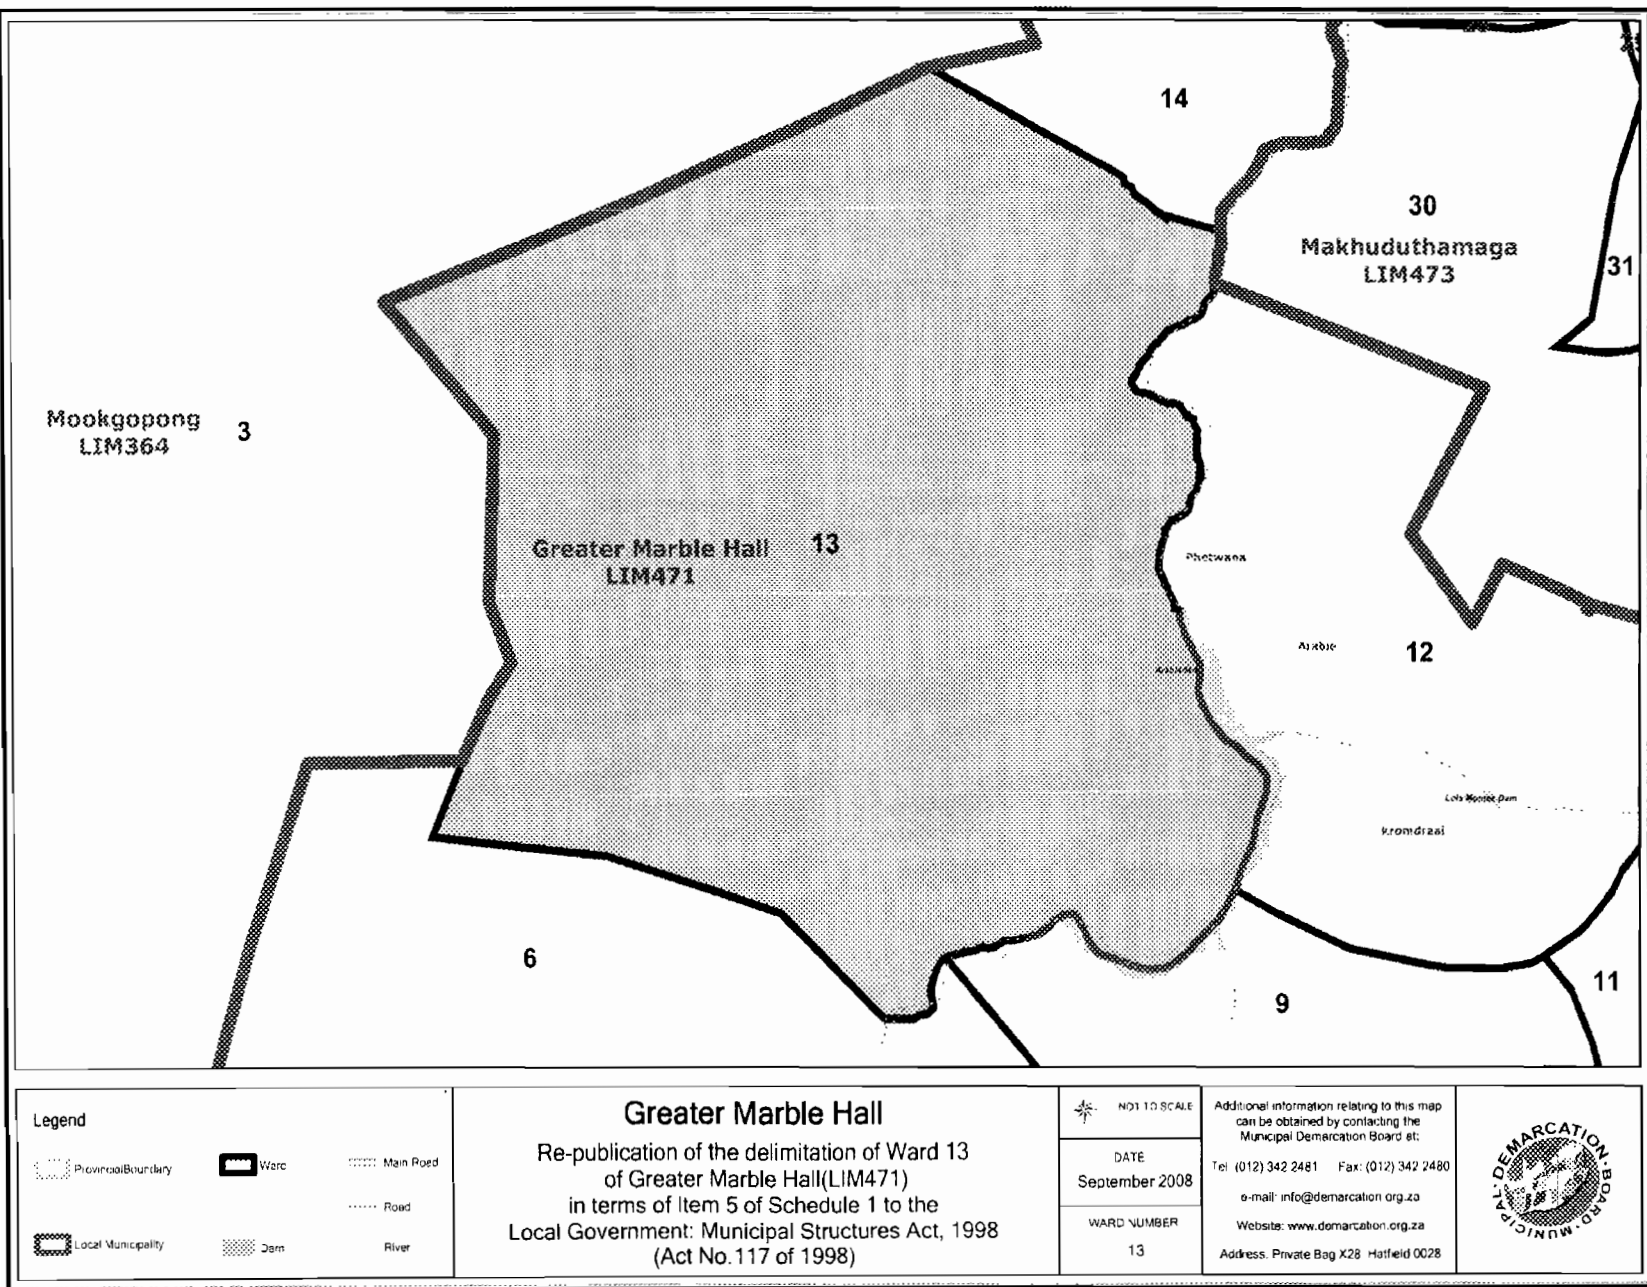 14
30
Makhuduthamaga
LIM473
31
Mookgopong
LIM364
3
Greater Marble Hall
LIM471
13
Phetwana
Arabie
12
Kromdraai
6
9
11
Legend
ProvincialBoundary
Ward
Main Road
Road
Local Municipality
Dam
River
Greater Marble Hall
Re-publication of the delimitation of Ward 13
of Greater Marble Hall(LIM471)
in terms of Item 5 of Schedule 1 to the
Local Government: Municipal Structures Act, 1998
(Act No.117 of 1998)
NOT TO SCALE
DATE
September 2008
WARD NUMBER
13
Additional information relating to this map
can be obtained by contacting the
Municipal Demarcation Board at:
Tel (012) 342 2481 Fax: (012) 342 2480
e-mail: info@demarcation.org.za
Website: www.demarcation.org.za
Address. Private Bag X28 Hatfield 0028
MUNICIPAL DEMARCATION BOARD